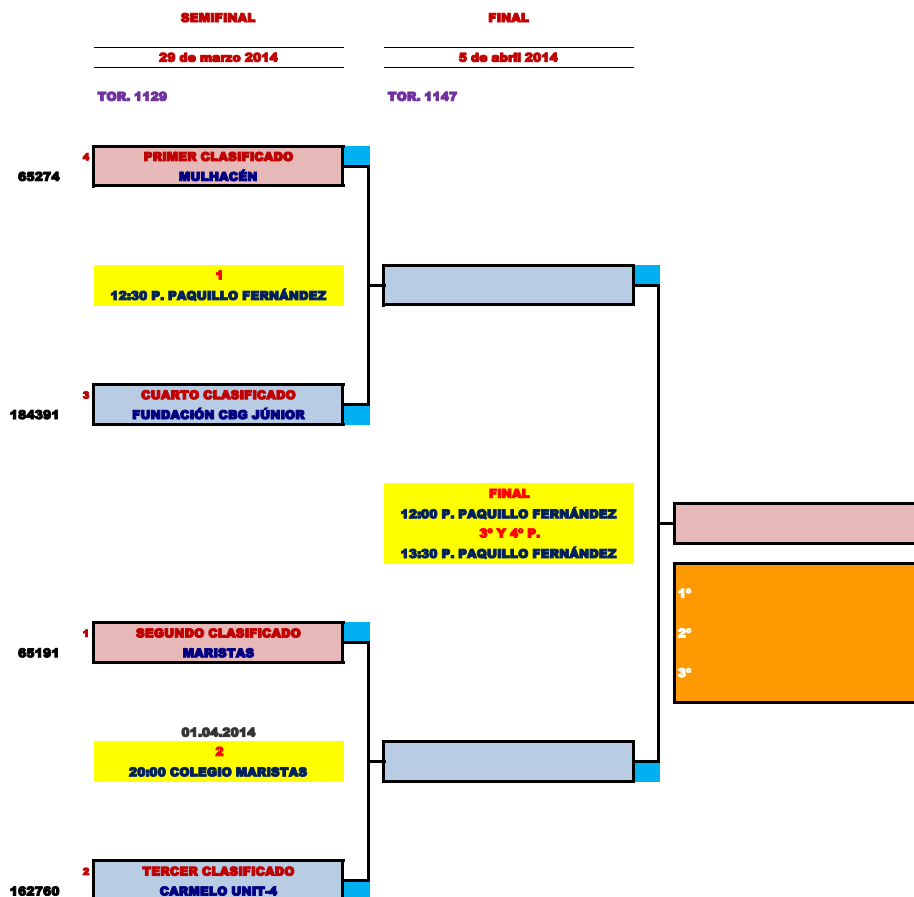 SEMIFINAL
FINAL
29 de marzo 2014
5 de abril 2014
TOR. 1129
TOR. 1147
4
PRIMER CLASIFICADO
65274
MULHACÉN
1
12:30 P. PAQUILLO FERNÁNDEZ
3
CUARTO CLASIFICADO
184391
FUNDACIÓN CBG JÚNIOR
FINAL
12:00 P. PAQUILLO FERNÁNDEZ
3º Y 4º P.
13:30 P. PAQUILLO FERNÁNDEZ
1º
2º
3º
1
SEGUNDO CLASIFICADO
65191
MARISTAS
01.04.2014
2
20:00 COLEGIO MARISTAS
2
TERCER CLASIFICADO
162760
CARMELO UNIT-4